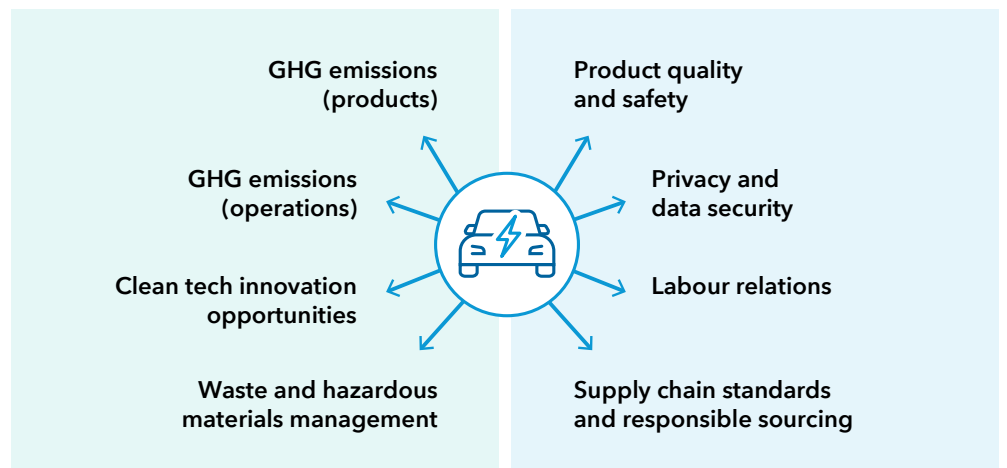 GHG emissions
(products)
GHG emissions
(operations)
Clean tech innovation
opportunities
Waste and hazardous
materials management
Product quality
and safety
Privacy and
data security
Labour relations
Supply chain standards
and responsible sourcing